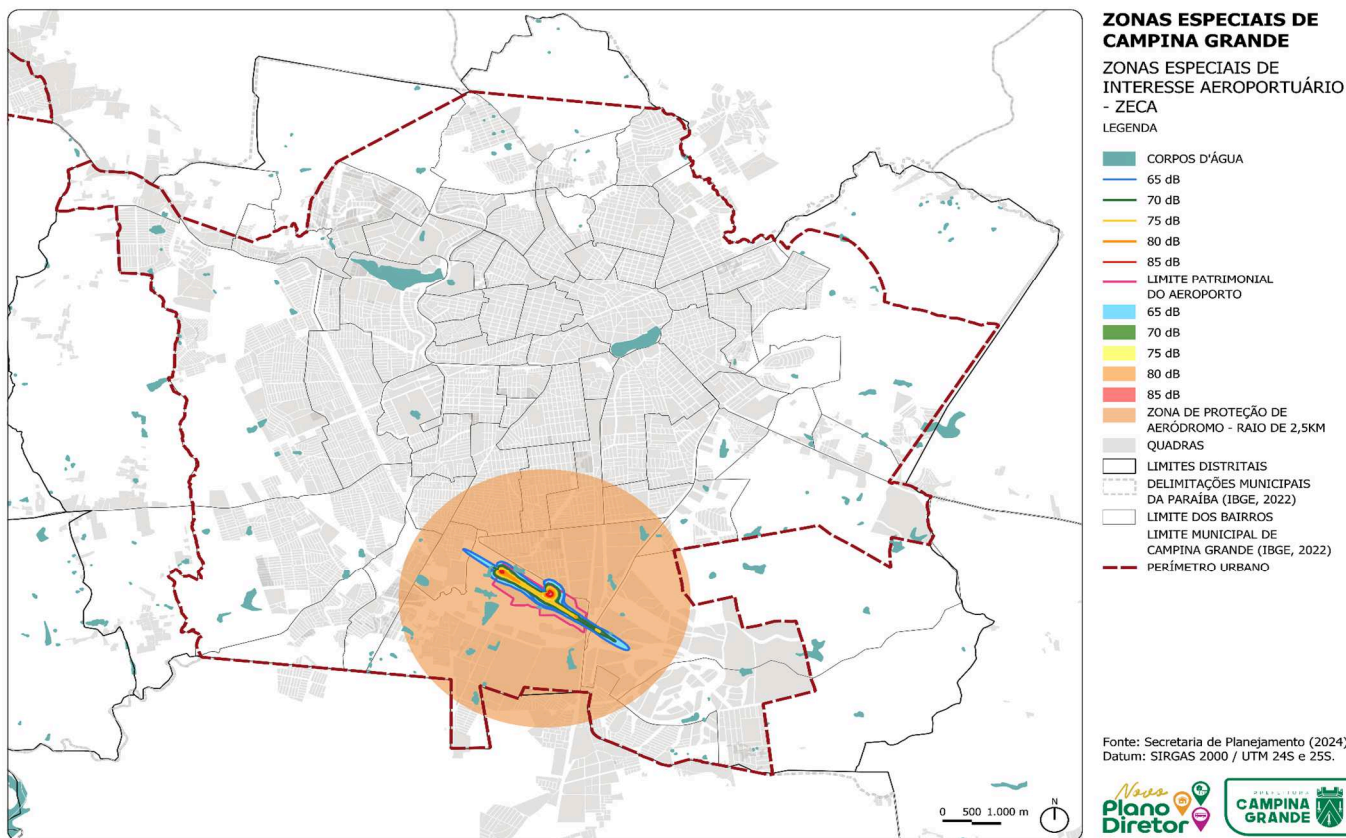 ZONAS ESPECIAIS DE
CAMPINA GRANDE
ZONAS ESPECIAIS DE
INTERESSE AEROPORTUÁRIO
- ZECA
LEGENDA
CORPOS D'ÁGUA
65 dB
70 dB
75 dB
80 dB
85 dB
LIMITE PATRIMONIAL
DO AEROPORTO
65 dB
70 dB
75 dB
80 dB
85 dB
ZONA DE PROTEÇÃO DE
AERÓDROMO - RAIO DE 2,5KM
QUADRAS
LIMITES DISTRITAIS
DELIMITAÇÕES MUNICIPAIS
DA PARAÍBA (IBGE, 2022)
LIMITE DOS BAIRROS
LIMITE MUNICIPAL DE
CAMPINA GRANDE (IBGE, 2022)
PERÍMETRO URBANO
Fonte: Secretaria de Planejamento (2024)
Datum: SIRGAS 2000 / UTM 24S e 25S.
0 500 1.000 m
N
Novo
Plano
Diretor
PREFEITURA
CAMPINA
GRANDE